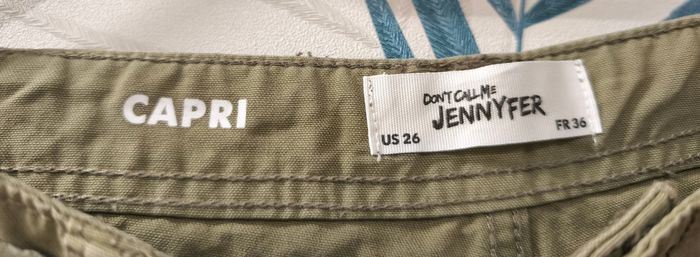 CAPRI
DON'T CALL ME
JENNYFER
US 26
FR 36